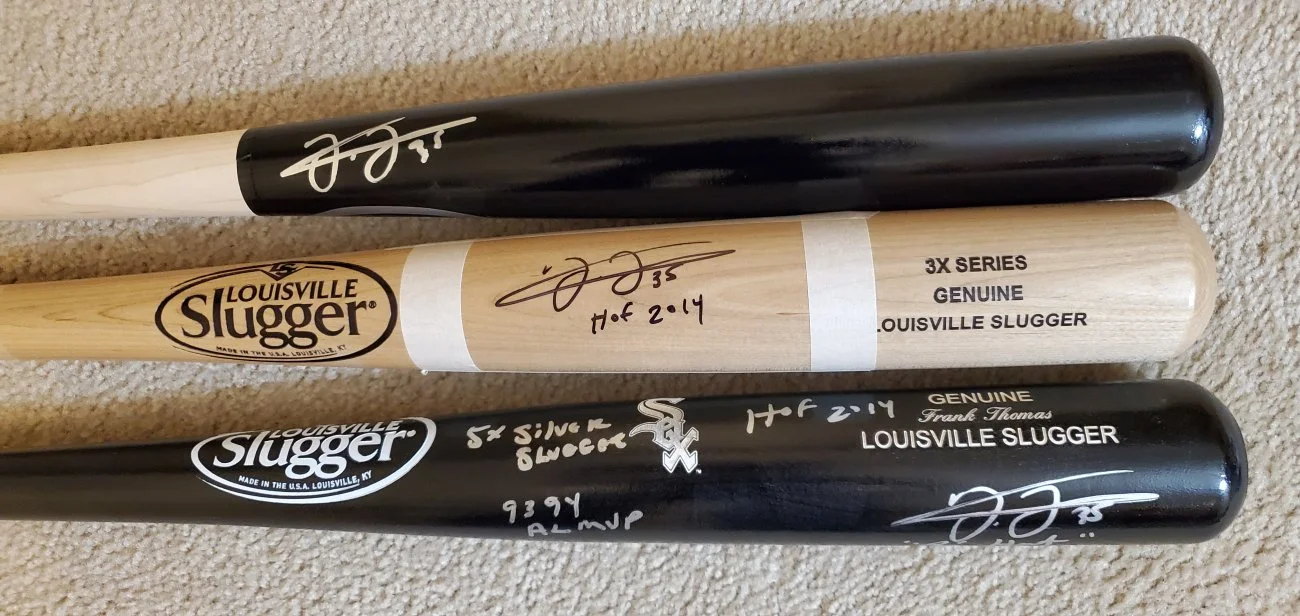 35
LOUISVILLE
Slugger®
MADE IN THE U.S.A. LOUISVILLE, KY
35
HOF 2014
3X SERIES
GENUINE
LOUISVILLE SLUGGER
LOUISVILLE
Slugger®
MADE IN THE U.S.A. LOUISVILLE, KY
5X SILVER
SLUGGER
93 94
AL MVP
Sox
HOF 2014
GENUINE
Frank Thomas
LOUISVILLE SLUGGER
35